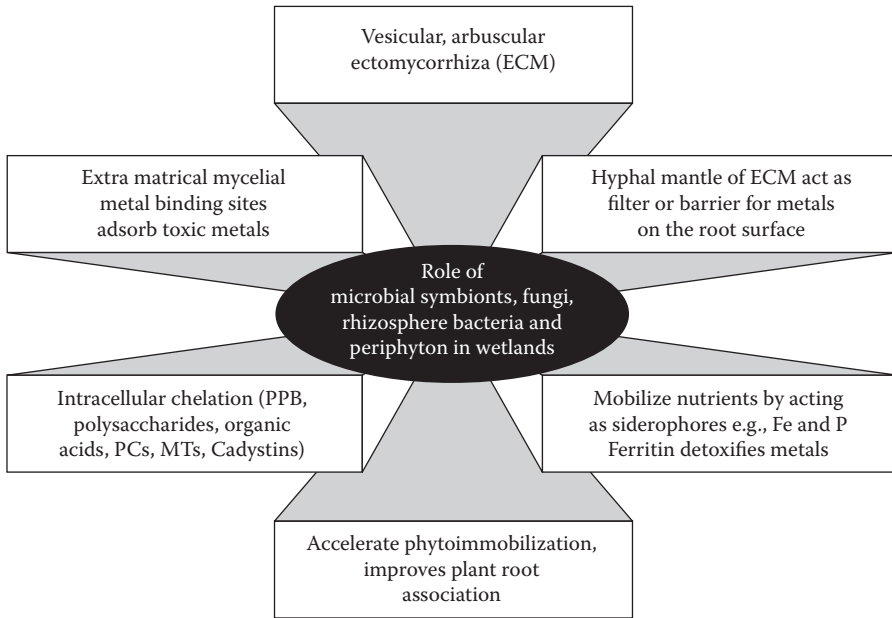 Vesicular, arbuscular
ectomycorrhiza (ECM)
Extra matrical mycelial
metal binding sites
adsorb toxic metals
Hyphal mantle of ECM act as
filter or barrier for metals
on the root surface
Role of
microbial symbionts, fungi,
rhizosphere bacteria and
periphyton in wetlands
Intracellular chelation (PPB,
polysaccharides, organic
acids, PCs, MTs, Cadystins)
Mobilize nutrients by acting
as siderophores e.g., Fe and P
Ferritin detoxifies metals
Accelerate phytoimmobilization,
improves plant root
association